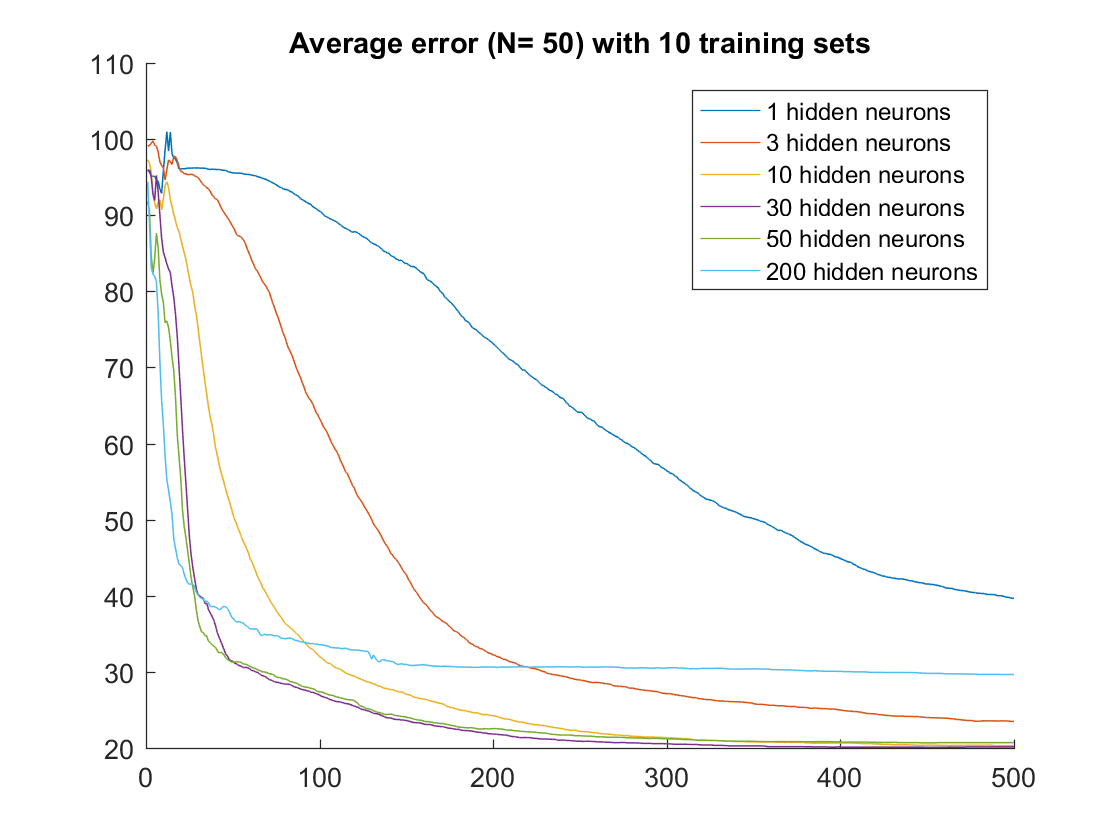 Average error (N= 50) with 10 training sets
110
100
90
80
70
60
50
40
30
20
0
100
200
300
400
500
1 hidden neurons
3 hidden neurons
10 hidden neurons
30 hidden neurons
50 hidden neurons
200 hidden neurons